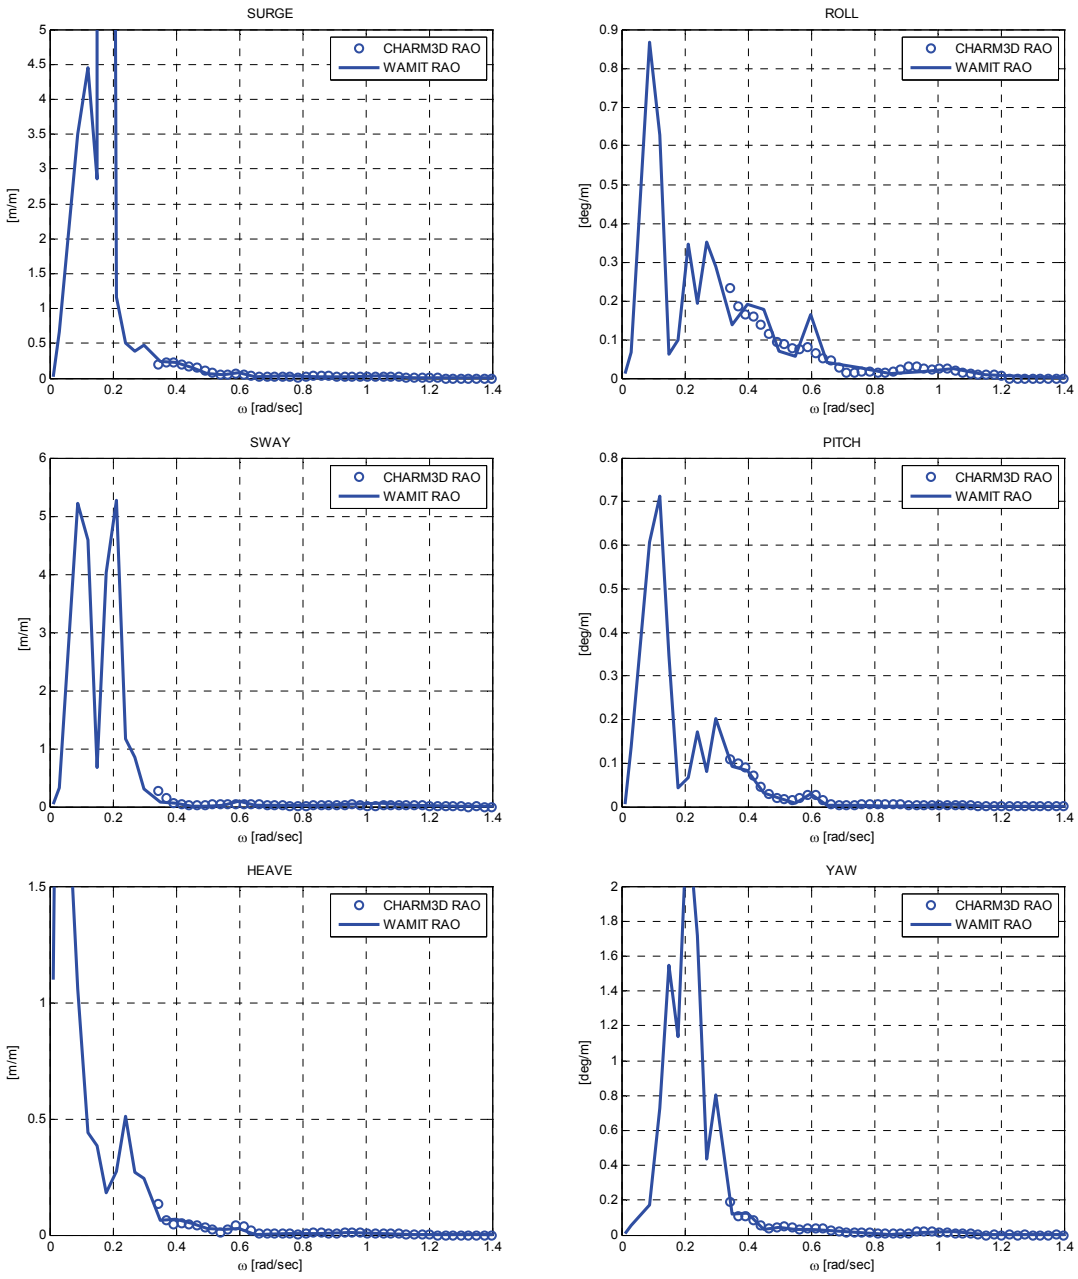 SURGE
5
4.5
4
3.5
3
2.5
2
1.5
1
0.5
0
[m/m]
CHARM3D RAO
WAMIT RAO
0 0.2 0.4 0.6 0.8 1 1.2 1.4
ω [rad/sec]
ROLL
0.9
0.8
0.7
0.6
0.5
0.4
0.3
0.2
0.1
0
[deg/m]
CHARM3D RAO
WAMIT RAO
0 0.2 0.4 0.6 0.8 1 1.2 1.4
ω [rad/sec]
SWAY
6
5
4
3
2
1
0
[m/m]
CHARM3D RAO
WAMIT RAO
0 0.2 0.4 0.6 0.8 1 1.2 1.4
ω [rad/sec]
PITCH
0.8
0.7
0.6
0.5
0.4
0.3
0.2
0.1
0
[deg/m]
CHARM3D RAO
WAMIT RAO
0 0.2 0.4 0.6 0.8 1 1.2 1.4
ω [rad/sec]
HEAVE
1.5
1
0.5
0
[m/m]
CHARM3D RAO
WAMIT RAO
0 0.2 0.4 0.6 0.8 1 1.2 1.4
ω [rad/sec]
YAW
2
1.8
1.6
1.4
1.2
1
0.8
0.6
0.4
0.2
0
[deg/m]
CHARM3D RAO
WAMIT RAO
0 0.2 0.4 0.6 0.8 1 1.2 1.4
ω [rad/sec]